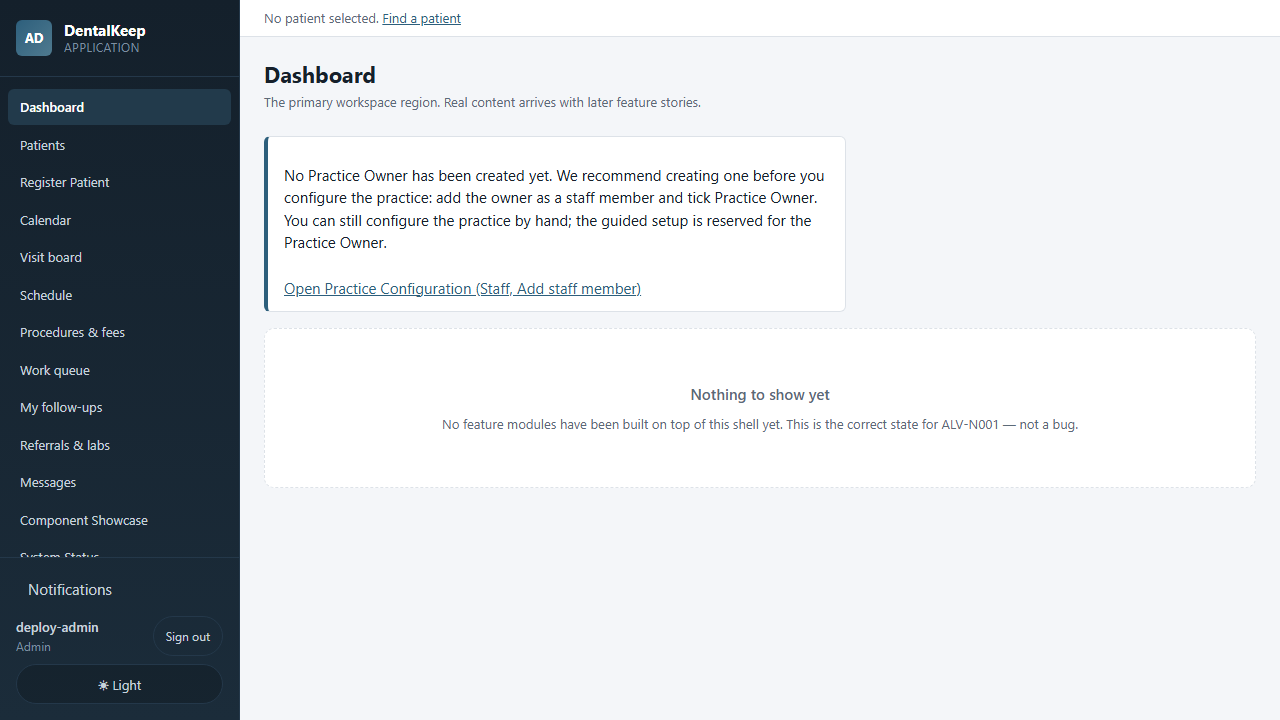 AD
DentalKeep
APPLICATION
Dashboard
Patients
Register Patient
Calendar
Visit board
Schedule
Procedures & fees
Work queue
My follow-ups
Referrals & labs
Messages
Component Showcase
System Status
Notifications
deploy-admin
Admin
Sign out
☀ Light
No patient selected. Find a patient
Dashboard
The primary workspace region. Real content arrives with later feature stories.
No Practice Owner has been created yet. We recommend creating one before you
configure the practice: add the owner as a staff member and tick Practice Owner.
You can still configure the practice by hand; the guided setup is reserved for the
Practice Owner.
Open Practice Configuration (Staff, Add staff member)
Nothing to show yet
No feature modules have been built on top of this shell yet. This is the correct state for ALV-N001 — not a bug.